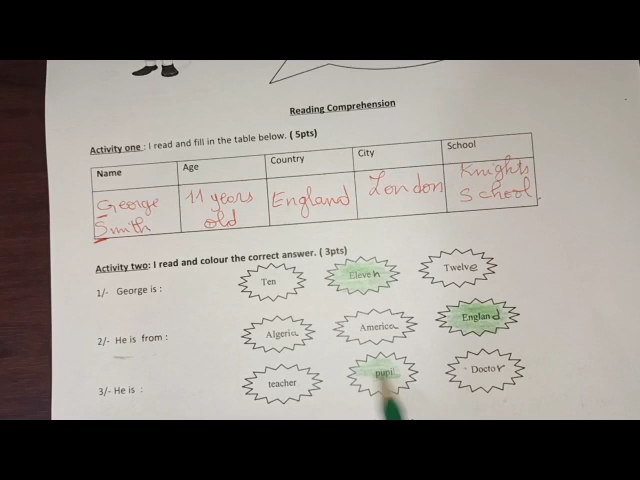 Reading Comprehension
Activity one : I read and fill in the table below. ( 5pts)
Name Age Country City School
George Smith 11 years old England London Knights School.
Activity two: I read and colour the correct answer. ( 3pts)
1/- George is : Ten Eleven Twelve
2/- He is from: Algeria America England
3/- He is : teacher pupil Doctor